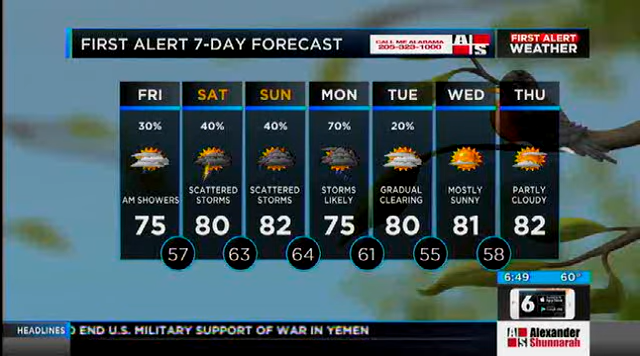 FIRST ALERT 7-DAY FORECAST
CALL ME ALABAMA
205-323-1000
A S
FIRST ALERT
WEATHER
FRI SAT SUN MON TUE WED THU
30% 40% 40% 70% 20%
AM SHOWERS
SCATTERED STORMS
SCATTERED STORMS
STORMS LIKELY
GRADUAL CLEARING
MOSTLY SUNNY
PARTLY CLOUDY
75 80 82 75 80 81 82
57 63 64 61 55 58
6:49 60°
6
HEADLINES
END U.S. MILITARY SUPPORT OF WAR IN YEMEN
A S
Alexander
Shunnarah